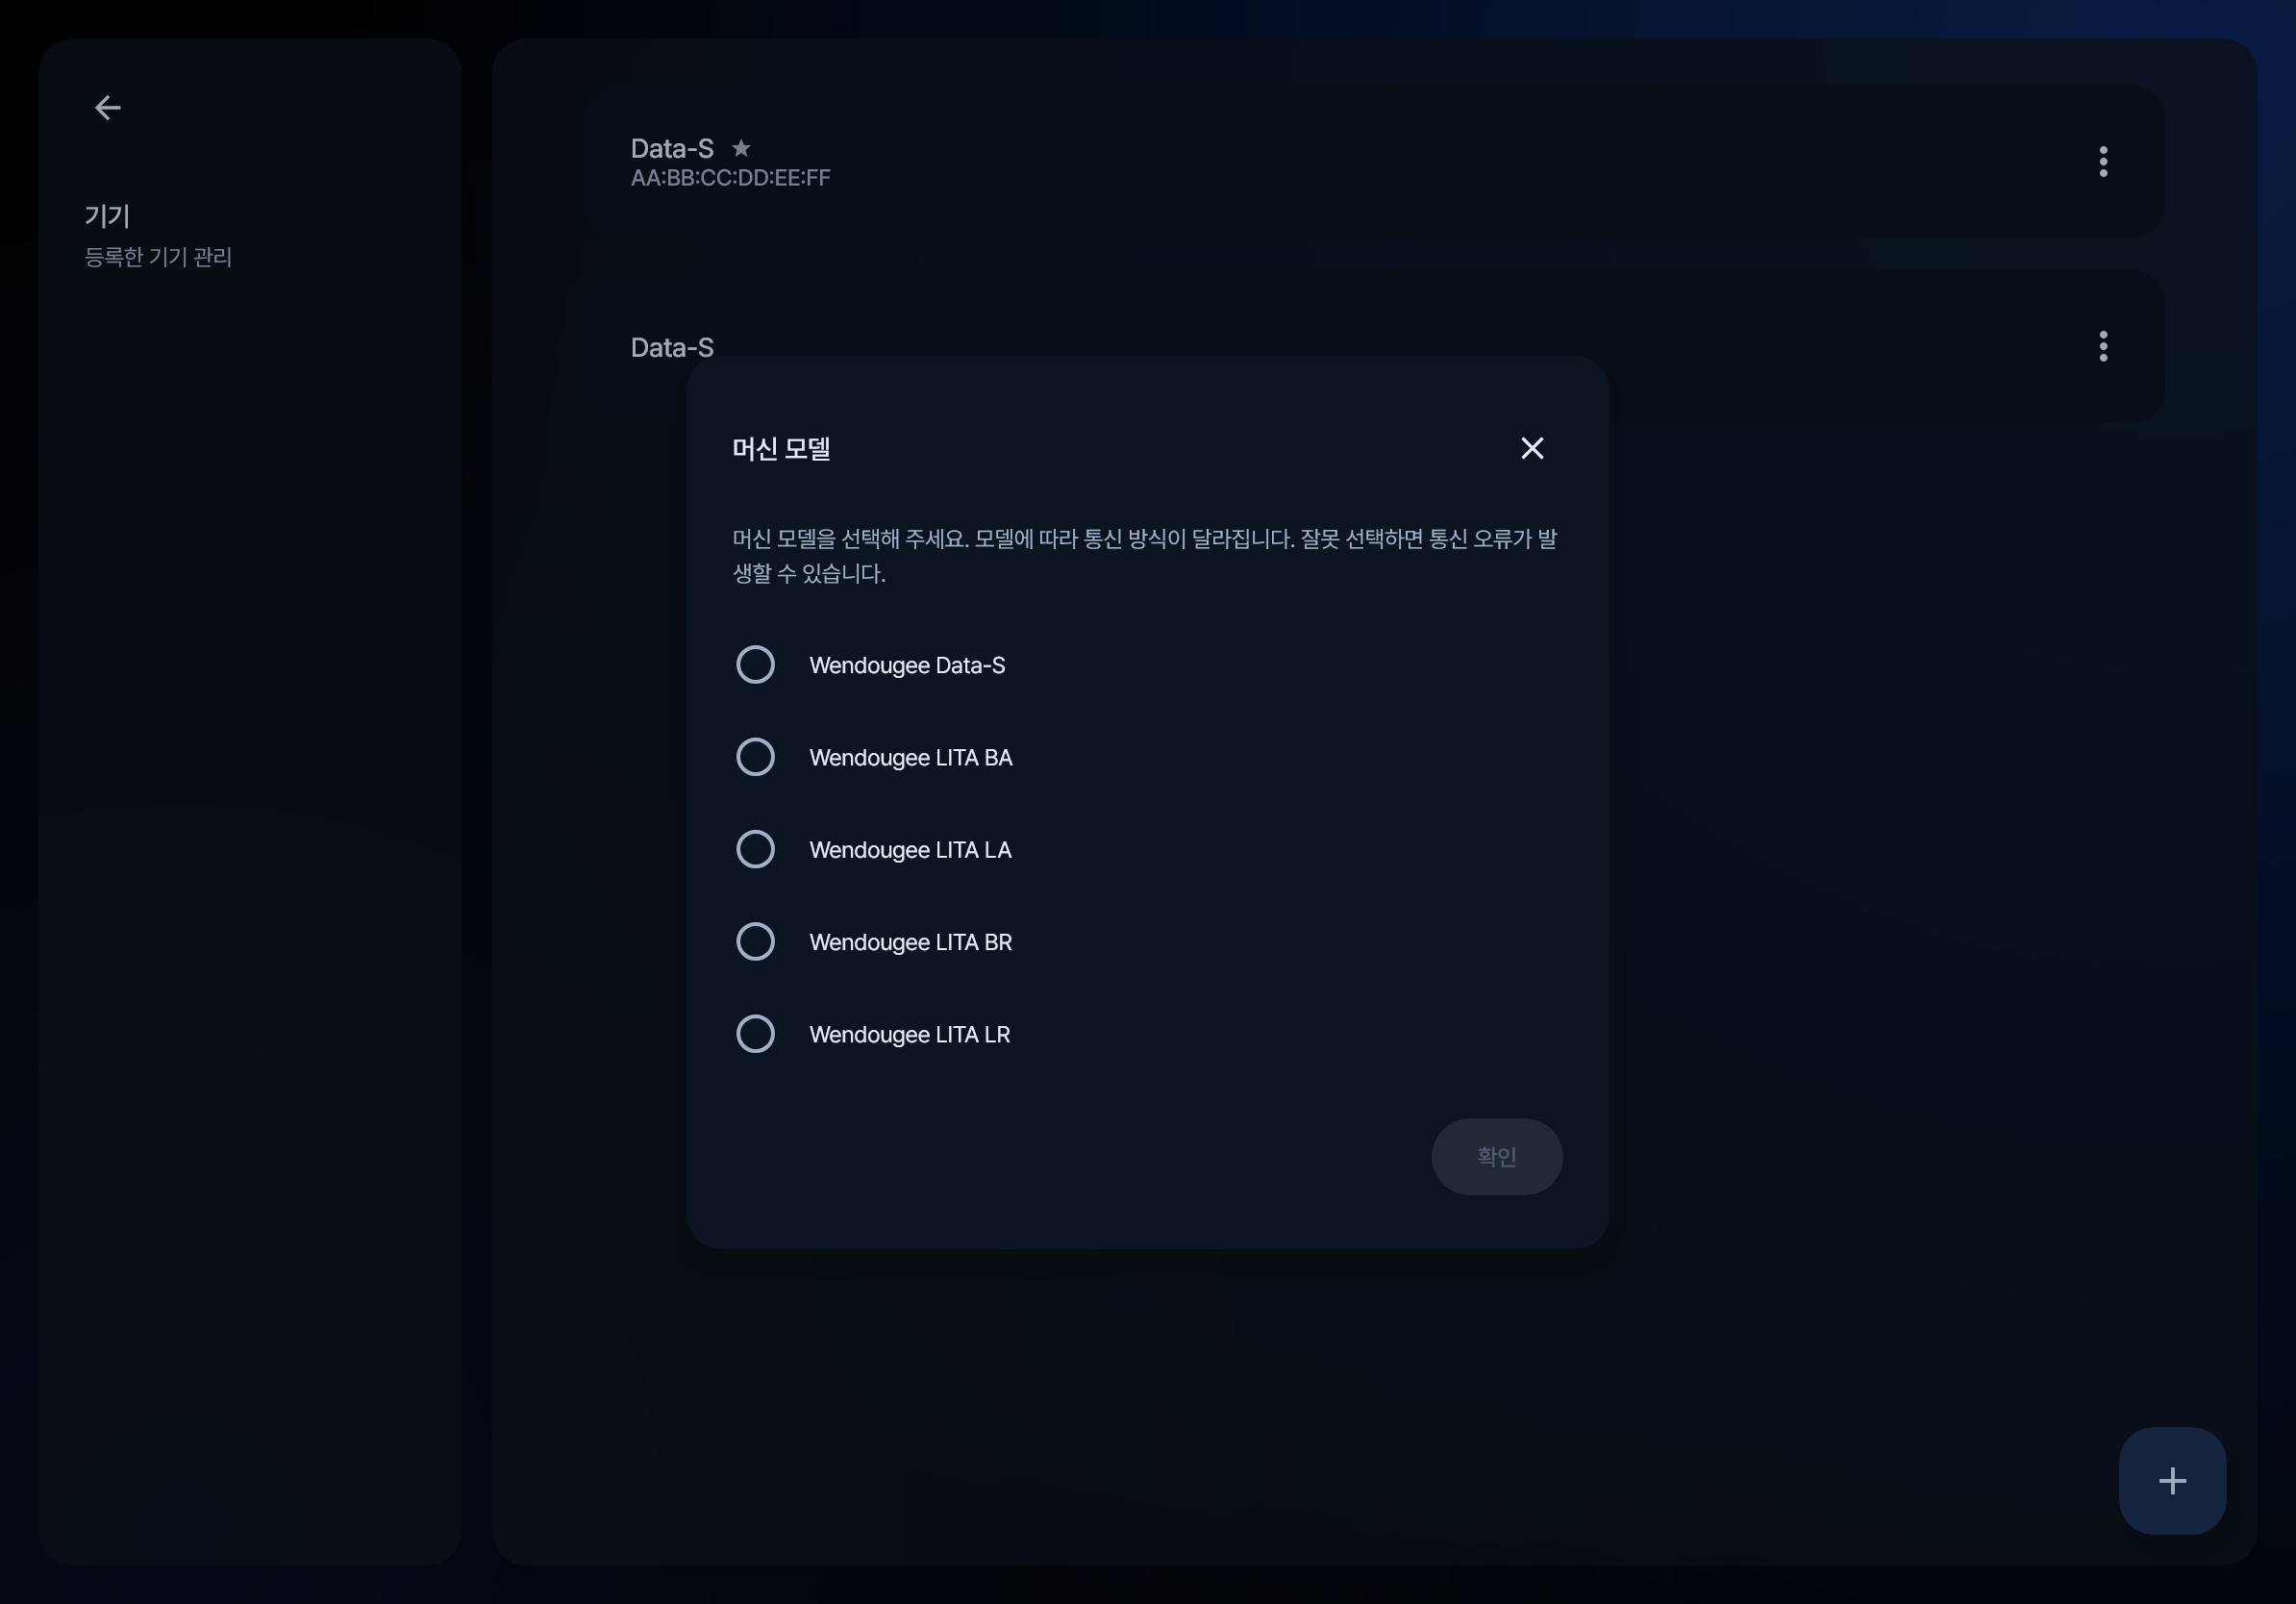 기기
등록한 기기 관리
Data-S
AA:BB:CC:DD:EE:FF
Data-S
머신 모델
머신 모델을 선택해 주세요. 모델에 따라 통신 방식이 달라집니다. 잘못 선택하면 통신 오류가 발
생할 수 있습니다.
Wendougee Data-S
Wendougee LITA BA
Wendougee LITA LA
Wendougee LITA BR
Wendougee LITA LR
확인